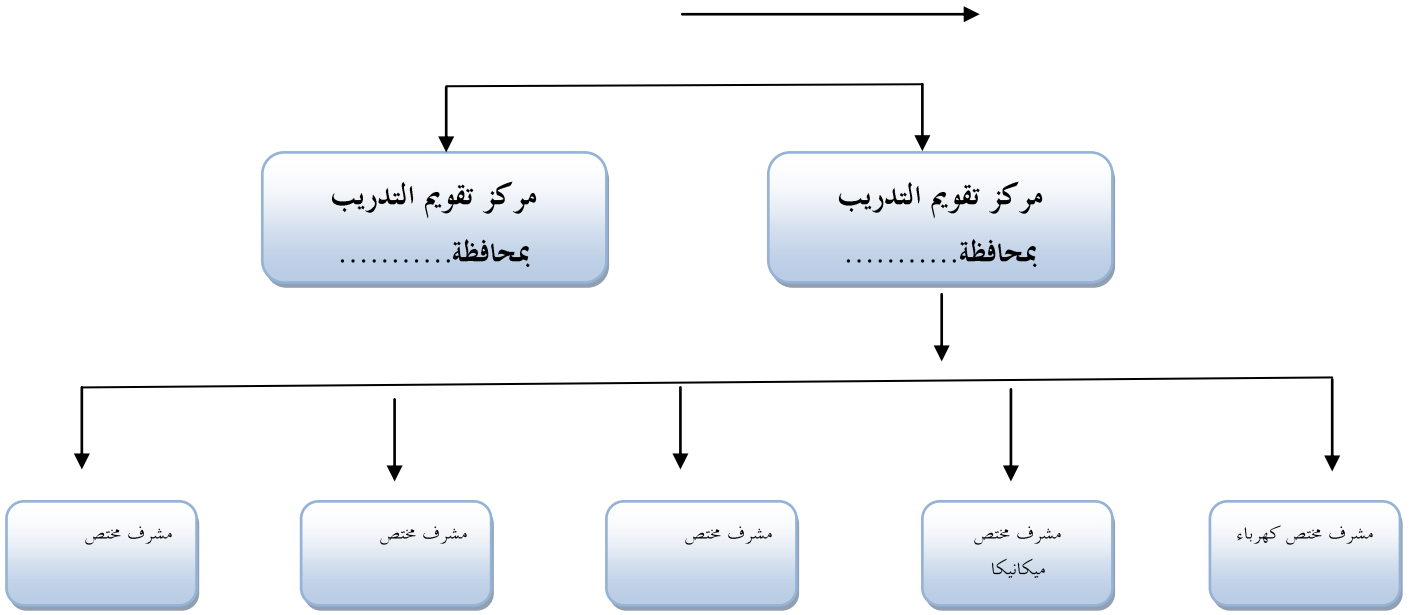 مركز تقويم التدريب
بمحافظة...........
مركز تقويم التدريب
بمحافظة...........
مشرف مختص كهرباء
مشرف مختص
ميكانيكا
مشرف مختص
مشرف مختص
مشرف مختص